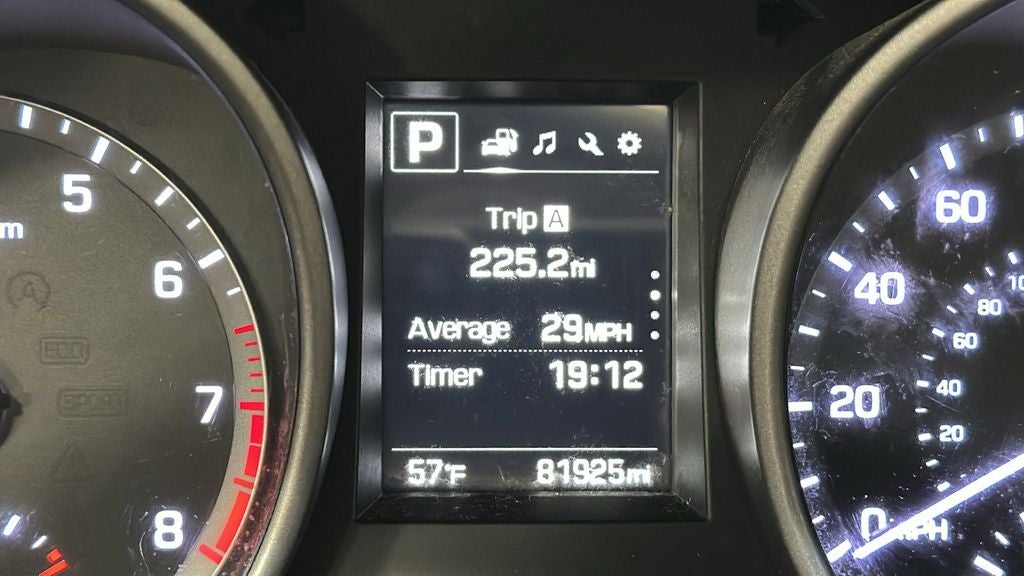 P
Trip A
225.2mi
Average 29MPH
Timer 19:12
57°F 81925mi
5
6
7
8
m
ECO
SPORT
A
60
40
20
0 MPH
10
80
60
40
20